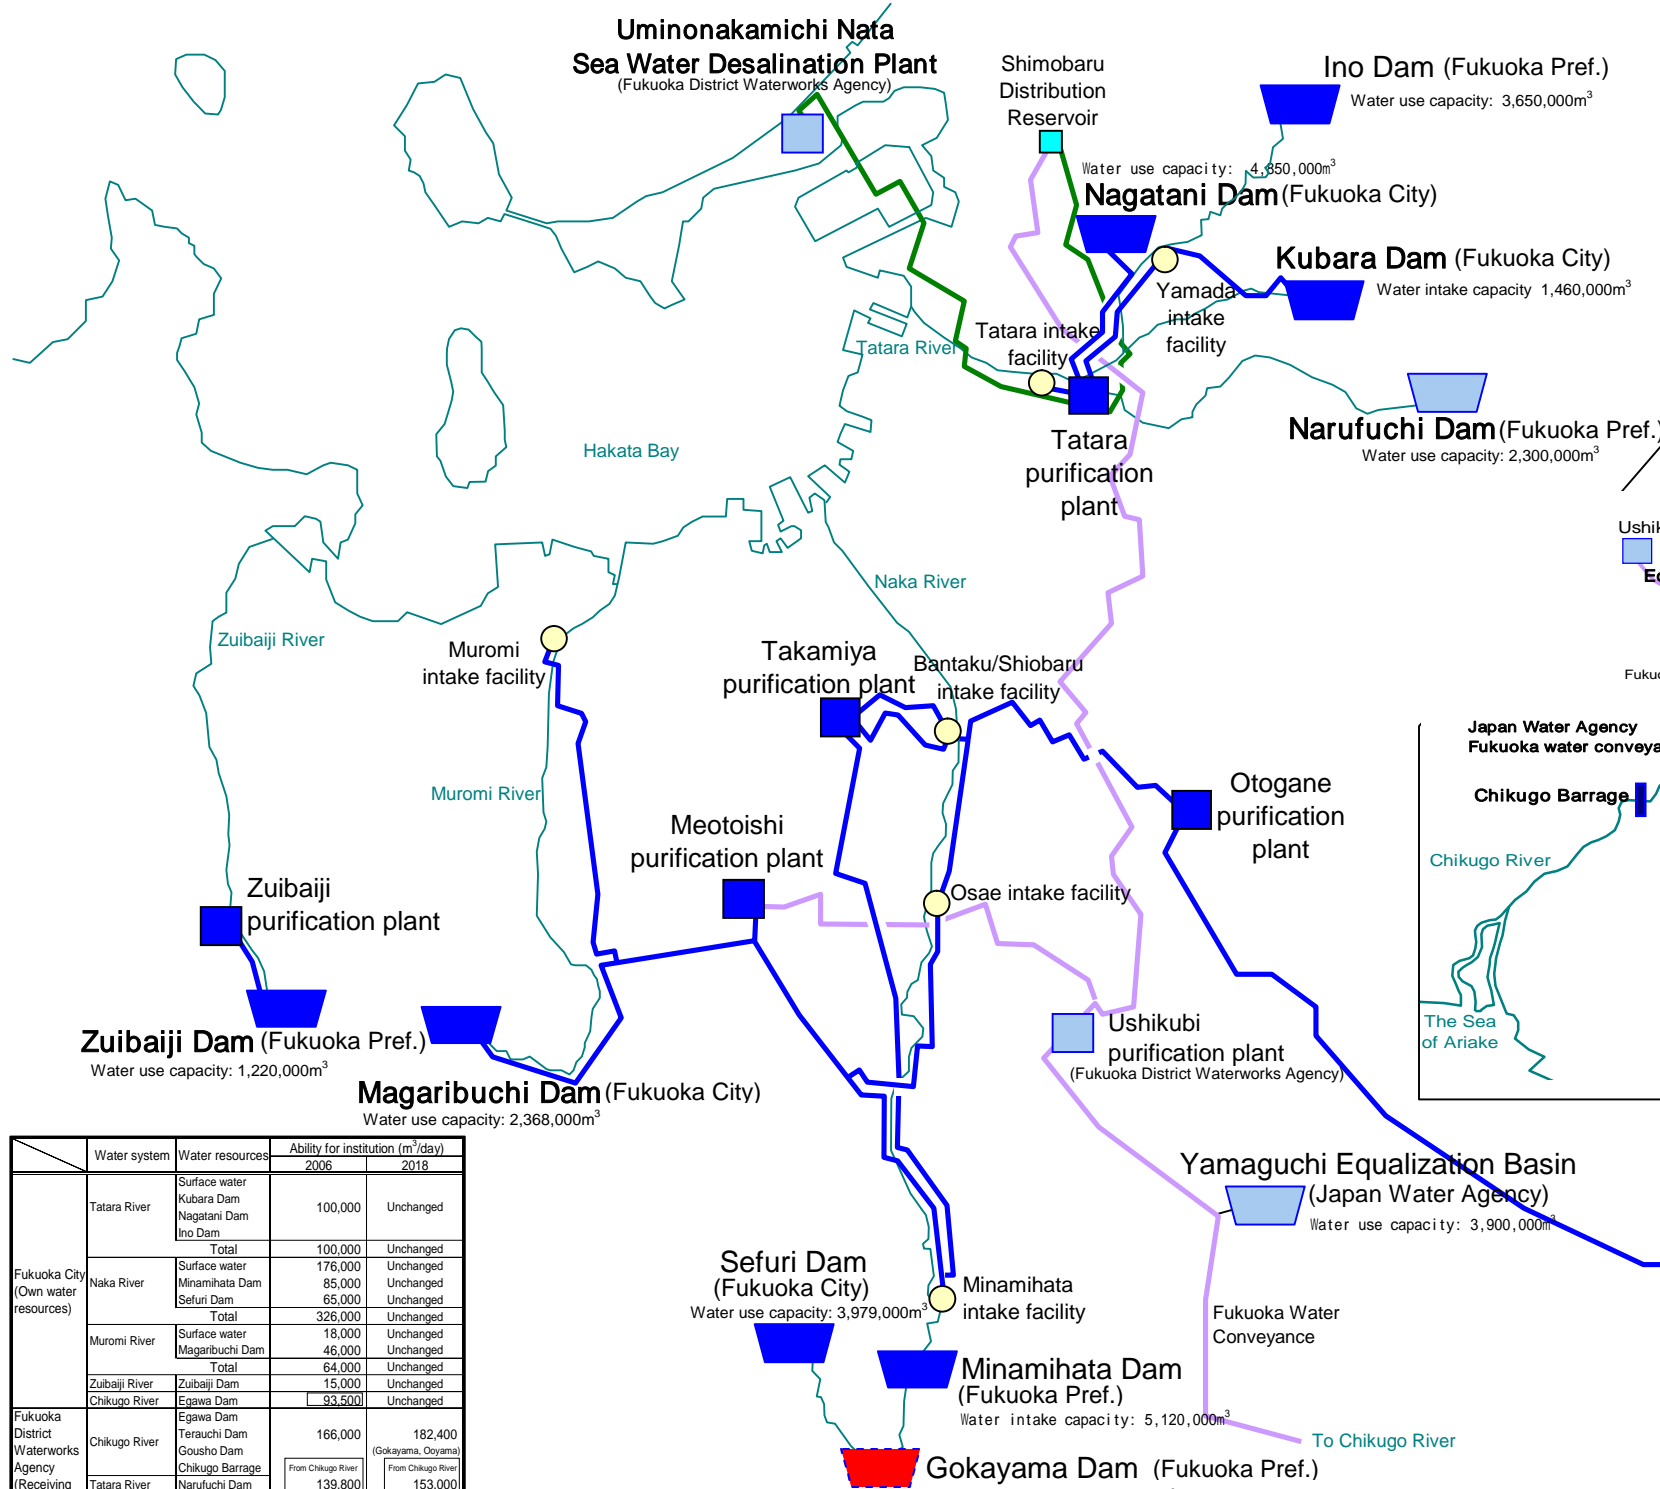 Uminonakamichi Nata
Sea Water Desalination Plant
(Fukuoka District Waterworks Agency)
Shimobaru
Distribution
Reservoir
Ino Dam (Fukuoka Pref.)
Water use capacity: 3,650,000m³
Water use capacity: 4,850,000m³
Nagatani Dam (Fukuoka City)
Kubara Dam (Fukuoka City)
Water intake capacity 1,460,000m³
Yamada
intake
facility
Tatara intake
facility
Tatara River
Narufuchi Dam (Fukuoka Pref.)
Water use capacity: 2,300,000m³
Tatara
purification
plant
Hakata Bay
Naka River
Zuibaiji River
Muromi
intake facility
Takamiya
purification plant
Bantaku/Shiobaru
intake facility
Japan Water Agency
Fukuoka water conveya
Chikugo Barrage
Chikugo River
The Sea
of Ariake
Muromi River
Meotoishi
purification plant
Otogane
purification
plant
Osae intake facility
Zuibaiji
purification plant
Zuibaiji Dam (Fukuoka Pref.)
Water use capacity: 1,220,000m³
Magaribuchi Dam (Fukuoka City)
Water use capacity: 2,368,000m³
Ushikubi
purification plant
(Fukuoka District Waterworks Agency)
Yamaguchi Equalization Basin
(Japan Water Agency)
Water use capacity: 3,900,000m³
Sefuri Dam
(Fukuoka City)
Water use capacity: 3,979,000m³
Minamihata
intake facility
Fukuoka Water
Conveyance
Minamihata Dam
(Fukuoka Pref.)
Water intake capacity: 5,120,000m³
To Chikugo River
Gokayama Dam (Fukuoka Pref.)
Water system Water resources Ability for institution (m³/day)
2006 2018
Fukuoka City
(Own water
resources)
Tatara River
Surface water
Kubara Dam
Nagatani Dam
Ino Dam
100,000 Unchanged
Total 100,000 Unchanged
Naka River
Surface water 176,000 Unchanged
Minamihata Dam 85,000 Unchanged
Sefuri Dam 65,000 Unchanged
Total 326,000 Unchanged
Muromi River
Surface water 18,000 Unchanged
Magaribuchi Dam 46,000 Unchanged
Total 64,000 Unchanged
Zuibaiji River Zuibaiji Dam 15,000 Unchanged
Chikugo River Egawa Dam 93,500 Unchanged
Fukuoka
District
Waterworks
Agency
(Receiving
Chikugo River
Egawa Dam
Terauchi Dam
Gousho Dam
Chikugo Barrage
166,000 182,400
(Gokayama, Ooyama)
From Chikugo River From Chikugo River
139,800 153,000
Tatara River Narufuchi Dam